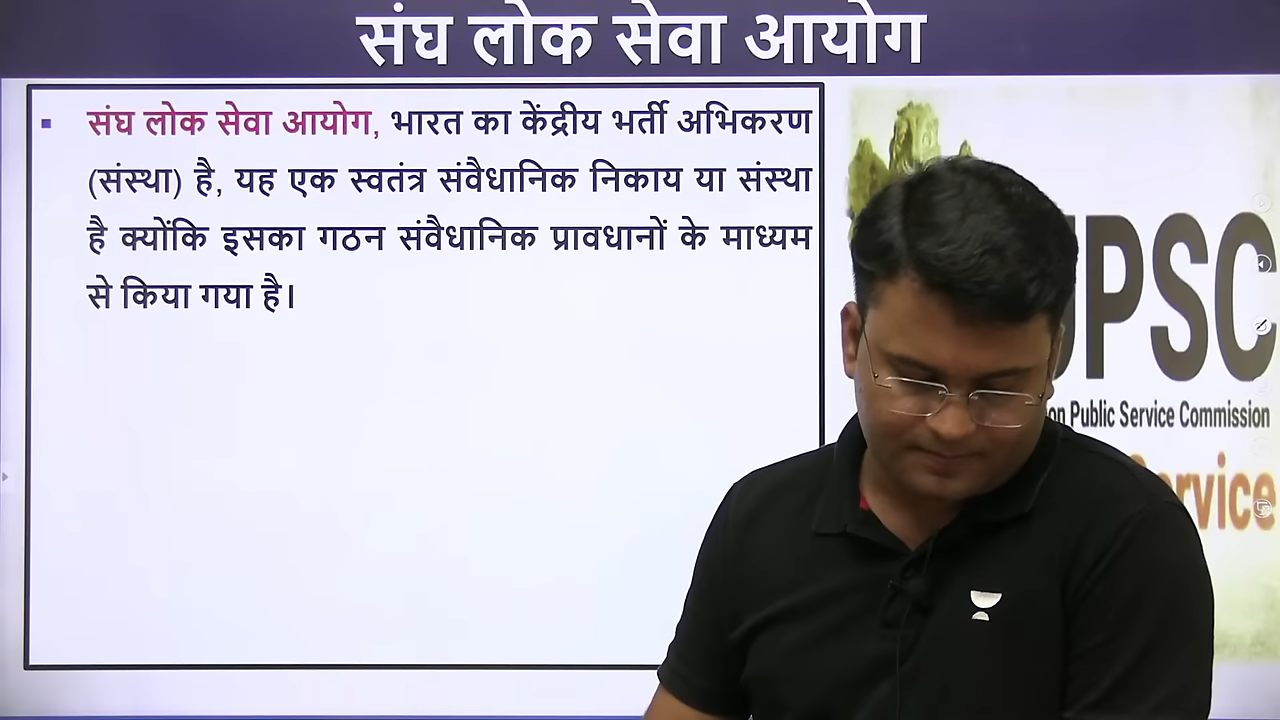 संघ लोक सेवा आयोग
संघ लोक सेवा आयोग, भारत का केंद्रीय भर्ती अभिकरण
(संस्था) है, यह एक स्वतंत्र संवैधानिक निकाय या संस्था
है क्योंकि इसका गठन संवैधानिक प्रावधानों के माध्यम
से किया गया है।
UPSC
on Public Service Commission
ervice